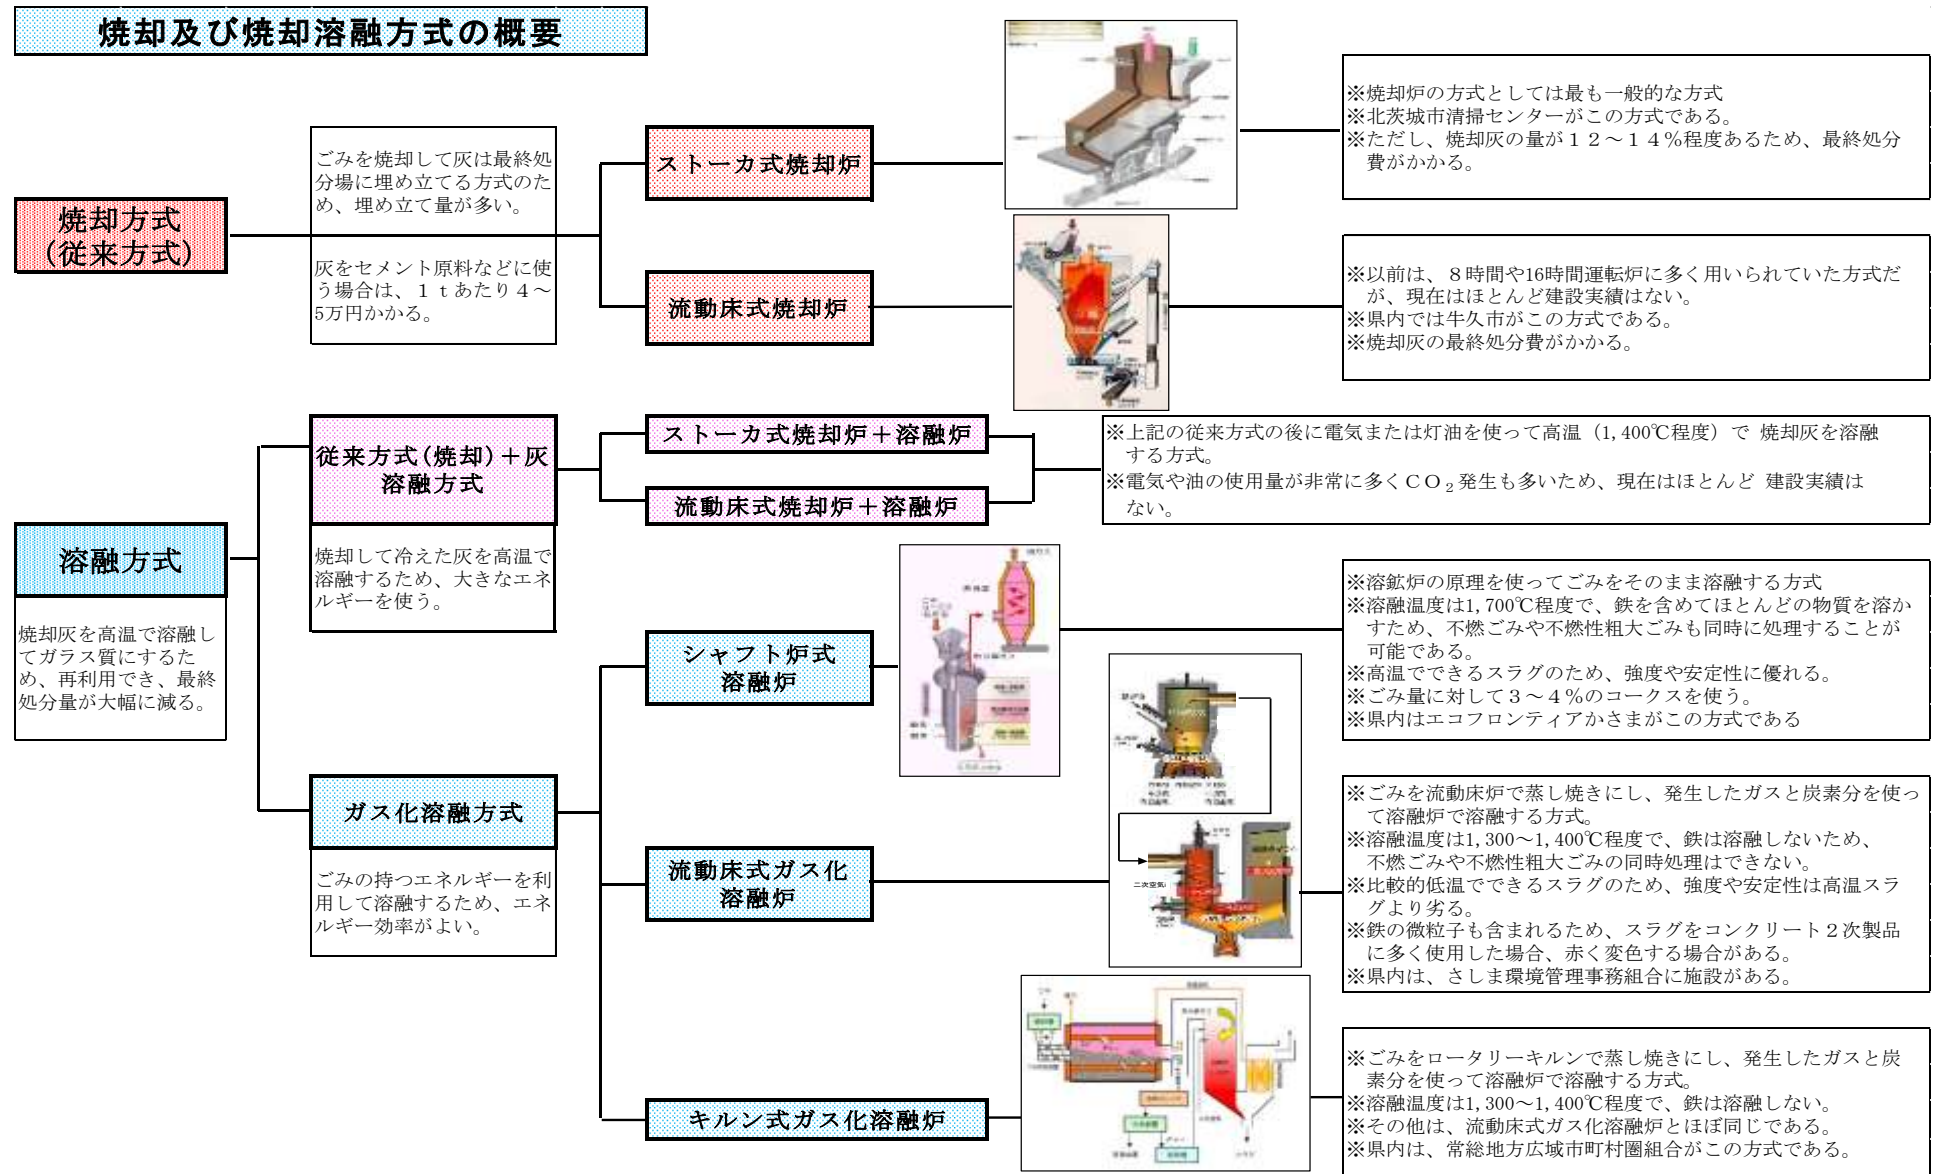 焼却及び焼却溶融方式の概要
焼却方式
(従来方式)
ごみを焼却して灰は最終処
分場に埋め立てる方式のた
め、埋め立て量が多い。
灰をセメント原料などに使
う場合は、１ｔあたり４～
5万円かかる。
ストーカ式焼却炉
※焼却炉の方式としては最も一般的な方式
※北茨城市清掃センターがこの方式である。
※ただし、焼却灰の量が１２～１４％程度あるため、最終処分
費がかかる。
流動床式焼却炉
※以前は、８時間や16時間運転炉に多く用いられていた方式だ
が、現在はほとんど建設実績はない。
※県内では牛久市がこの方式である。
※焼却灰の最終処分費がかかる。
溶融方式
焼却灰を高温で溶融し
てガラス質にするた
め、再利用でき、最終
処分量が大幅に減る。
従来方式(焼却)＋灰
溶融方式
焼却して冷えた灰を高温で
溶融するため、大きなエネ
ルギーを使う。
ストーカ式焼却炉＋溶融炉
流動床式焼却炉＋溶融炉
※上記の従来方式の後に電気または灯油を使って高温（1,400℃程度）で 焼却灰を溶融
する方式。
※電気や油の使用量が非常に多くＣＯ₂発生も多いため、現在はほとんど 建設実績は
ない。
ガス化溶融方式
ごみの持つエネルギーを利
用して溶融するため、エネ
ルギー効率がよい。
シャフト炉式
溶融炉
※溶鉱炉の原理を使ってごみをそのまま溶融する方式
※溶融温度は1,700℃程度で、鉄を含めてほとんどの物質を溶か
すため、不燃ごみや不燃性粗大ごみも同時に処理することが
可能である。
※高温でできるスラグのため、強度や安定性に優れる。
※ごみ量に対して３～４％のコークスを使う。
※県内はエコフロンティアかさまがこの方式である
流動床式ガス化
溶融炉
二次空気
※ごみを流動床炉で蒸し焼きにし、発生したガスと炭素分を使っ
て溶融炉で溶融する方式。
※溶融温度は1,300～1,400℃程度で、鉄は溶融しないため、
不燃ごみや不燃性粗大ごみの同時処理はできない。
※比較的低温でできるスラグのため、強度や安定性は高温スラ
グより劣る。
※鉄の微粒子も含まれるため、スラグをコンクリート２次製品
に多く使用した場合、赤く変色する場合がある。
※県内は、さしま環境管理事務組合に施設がある。
キルン式ガス化溶融炉
※ごみをロータリーキルンで蒸し焼きにし、発生したガスと炭
素分を使って溶融炉で溶融する方式。
※溶融温度は1,300～1,400℃程度で、鉄は溶融しない。
※その他は、流動床式ガス化溶融炉とほぼ同じである。
※県内は、常総地方広域市町村圏組合がこの方式である。